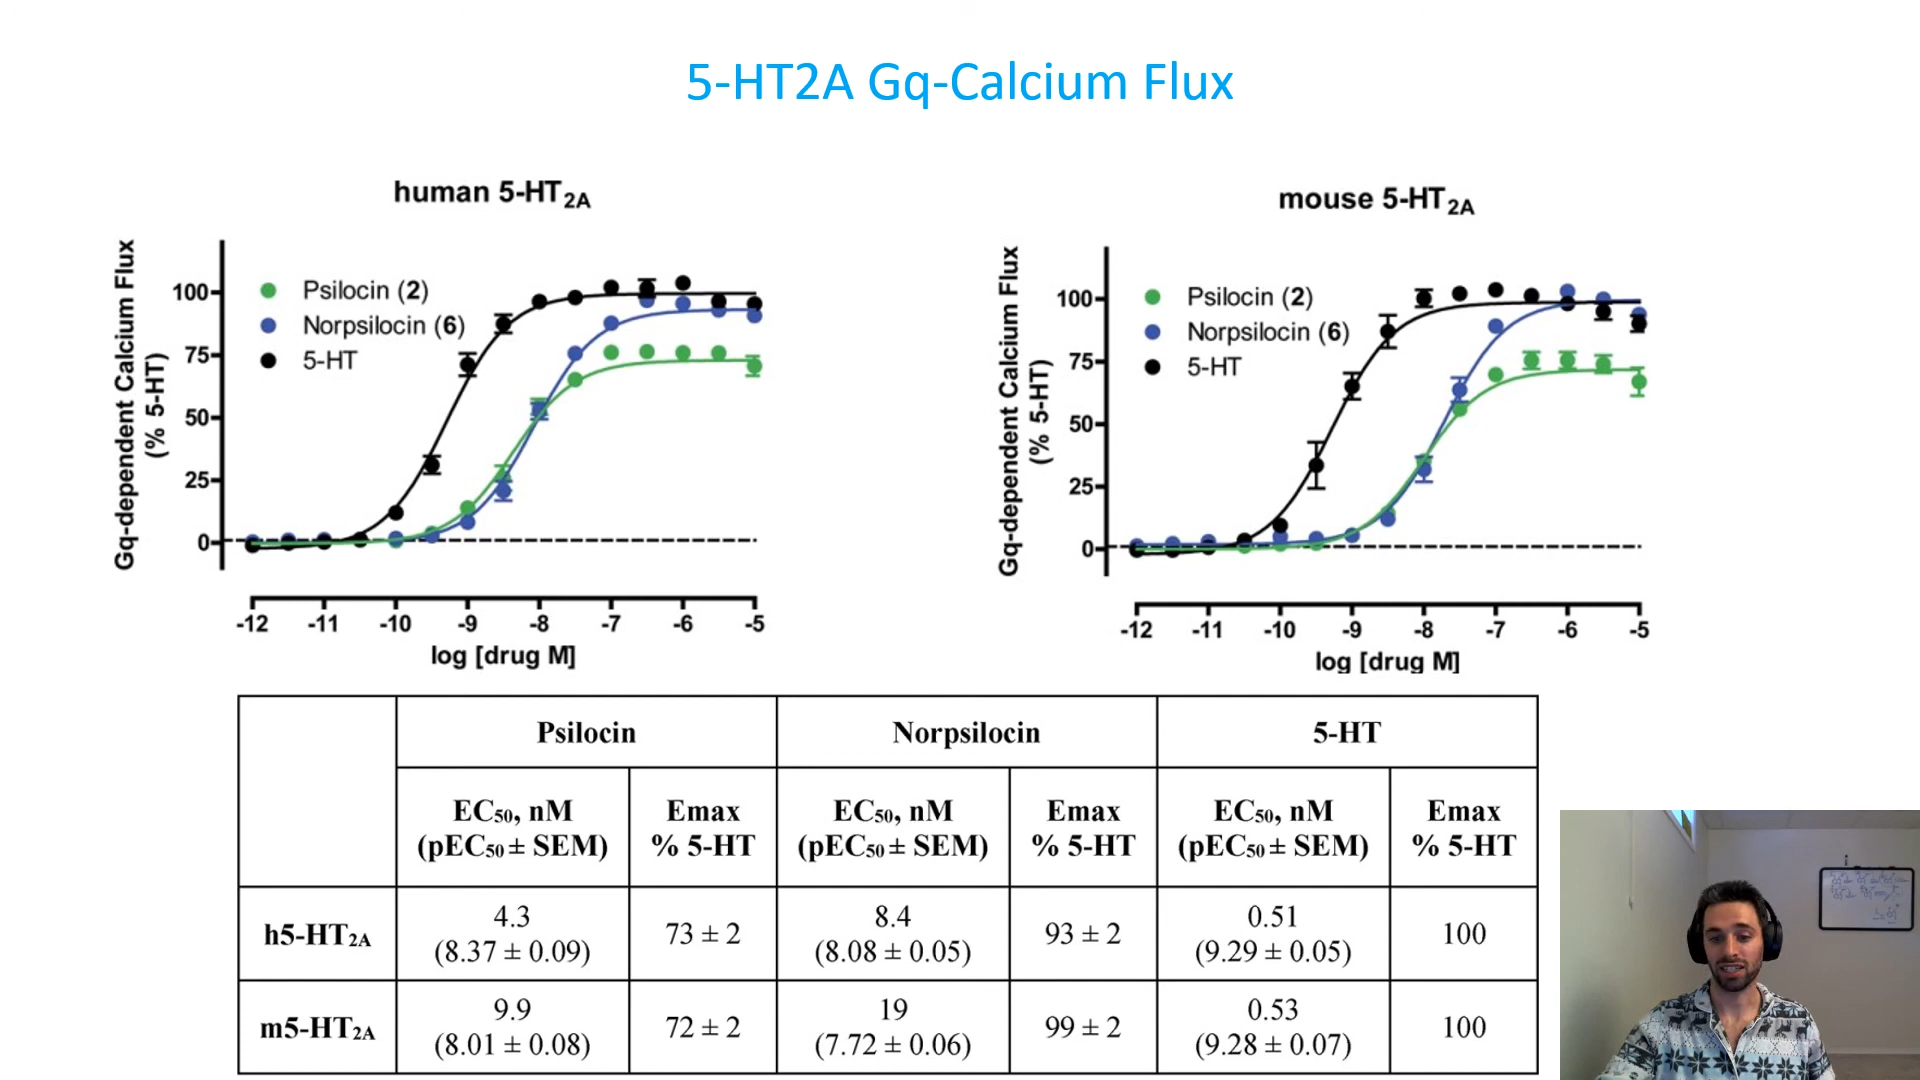 5-HT2A Gq-Calcium Flux
human 5-HT₂A
Gq-dependent Calcium Flux
(% 5-HT)
100
75
50
25
0
Psilocin (2)
Norpsilocin (6)
5-HT
-12 -11 -10 -9 -8 -7 -6 -5
log [drug M]
mouse 5-HT₂A
Gq-dependent Calcium Flux
(% 5-HT)
100
75
50
25
0
Psilocin (2)
Norpsilocin (6)
5-HT
-12 -11 -10 -9 -8 -7 -6 -5
log [drug M]
Psilocin Norpsilocin 5-HT
EC₅₀, nM Emax EC₅₀, nM Emax EC₅₀, nM Emax
(pEC₅₀ ± SEM) % 5-HT (pEC₅₀ ± SEM) % 5-HT (pEC₅₀ ± SEM) % 5-HT
h5-HT₂A 4.3 (8.37 ± 0.09) 73 ± 2 8.4 (8.08 ± 0.05) 93 ± 2 0.51 (9.29 ± 0.05) 100
m5-HT₂A 9.9 (8.01 ± 0.08) 72 ± 2 19 (7.72 ± 0.06) 99 ± 2 0.53 (9.28 ± 0.07) 100